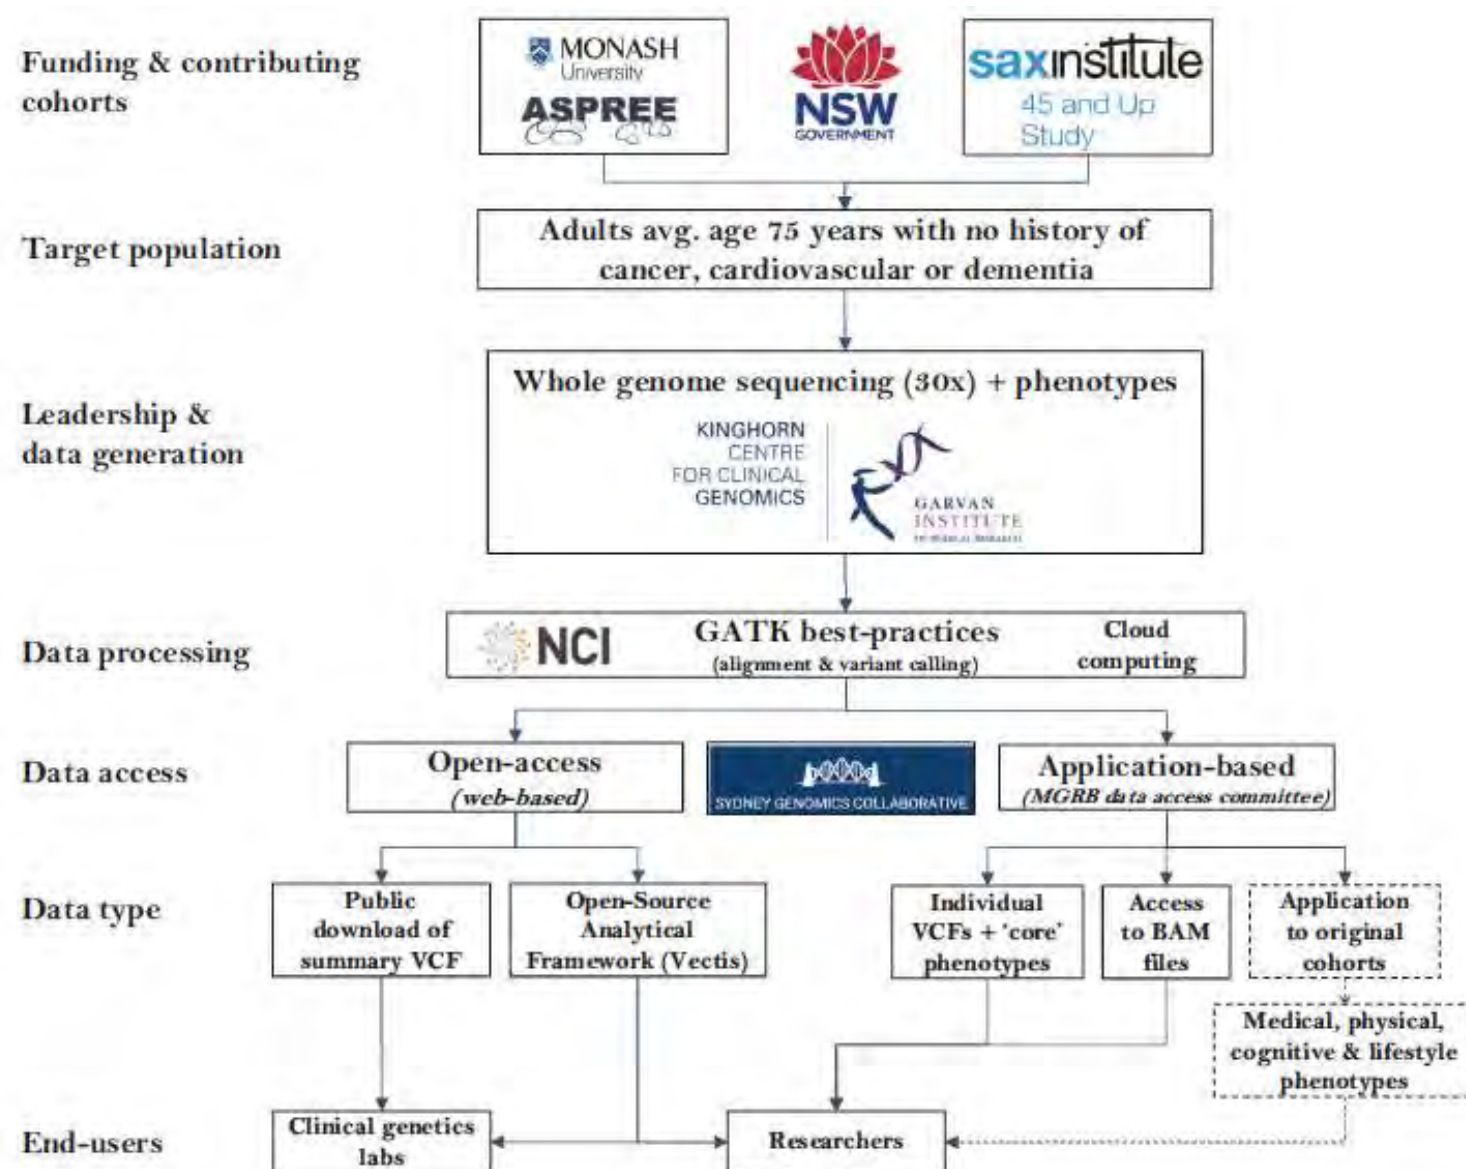 Funding & contributing
cohorts
MONASH
University
ASPREE
NSW
GOVERNMENT
saxinstitute
45 and Up
Study
Target population
Adults avg. age 75 years with no history of
cancer, cardiovascular or dementia
Leadership &
data generation
Whole genome sequencing (30x) + phenotypes
KINGHORN
CENTRE
FOR CLINICAL
GENOMICS
GARVAN
INSTITUTE
OF MEDICAL RESEARCH
Data processing
NCI
GATK best-practices
(alignment & variant calling)
Cloud
computing
Data access
Open-access
(web-based)
SYDNEY GENOMICS COLLABORATIVE
Application-based
(MGRB data access committee)
Data type
Public
download of
summary VCF
Open-Source
Analytical
Framework (Vectis)
Individual
VCFs + 'core'
phenotypes
Access
to BAM
files
Application
to original
cohorts
Medical, physical,
cognitive & lifestyle
phenotypes
End-users
Clinical genetics
labs
Researchers